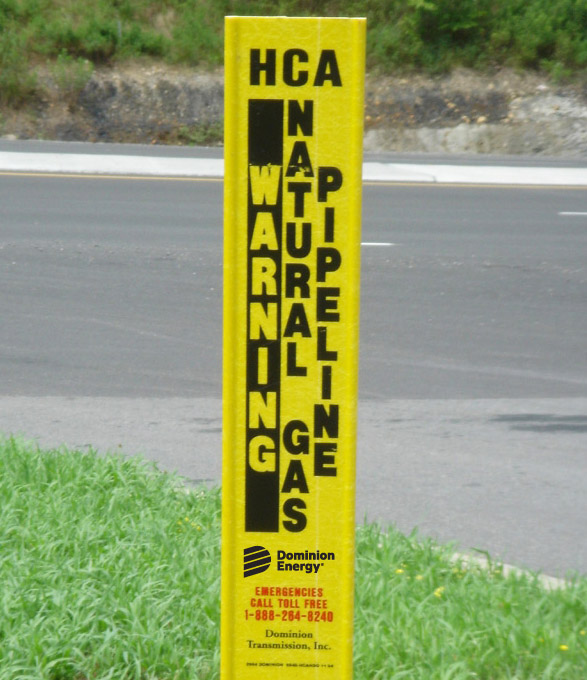 HCA
WARNING
NATURAL GAS
PIPELINE
Dominion
Energy®
EMERGENCIES
CALL TOLL FREE
1-888-264-8240
Dominion
Transmission, Inc.